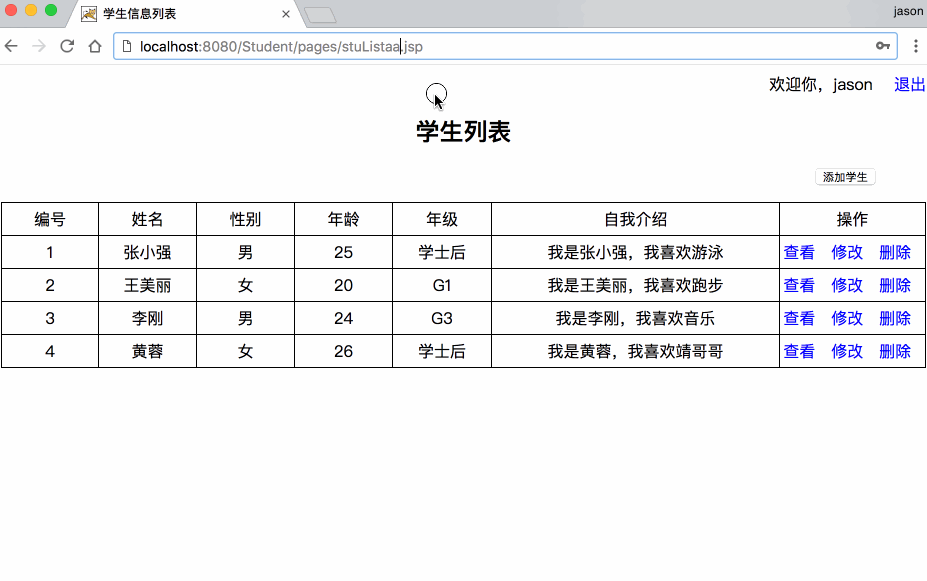 学生信息列表
jason
localhost:8080/Student/pages/stuListaa.jsp
欢迎你，jason 退出
学生列表
添加学生
编号 姓名 性别 年龄 年级 自我介绍 操作
1 张小强 男 25 学士后 我是张小强，我喜欢游泳 查看 修改 删除
2 王美丽 女 20 G1 我是王美丽，我喜欢跑步 查看 修改 删除
3 李刚 男 24 G3 我是李刚，我喜欢音乐 查看 修改 删除
4 黄蓉 女 26 学士后 我是黄蓉，我喜欢靖哥哥 查看 修改 删除